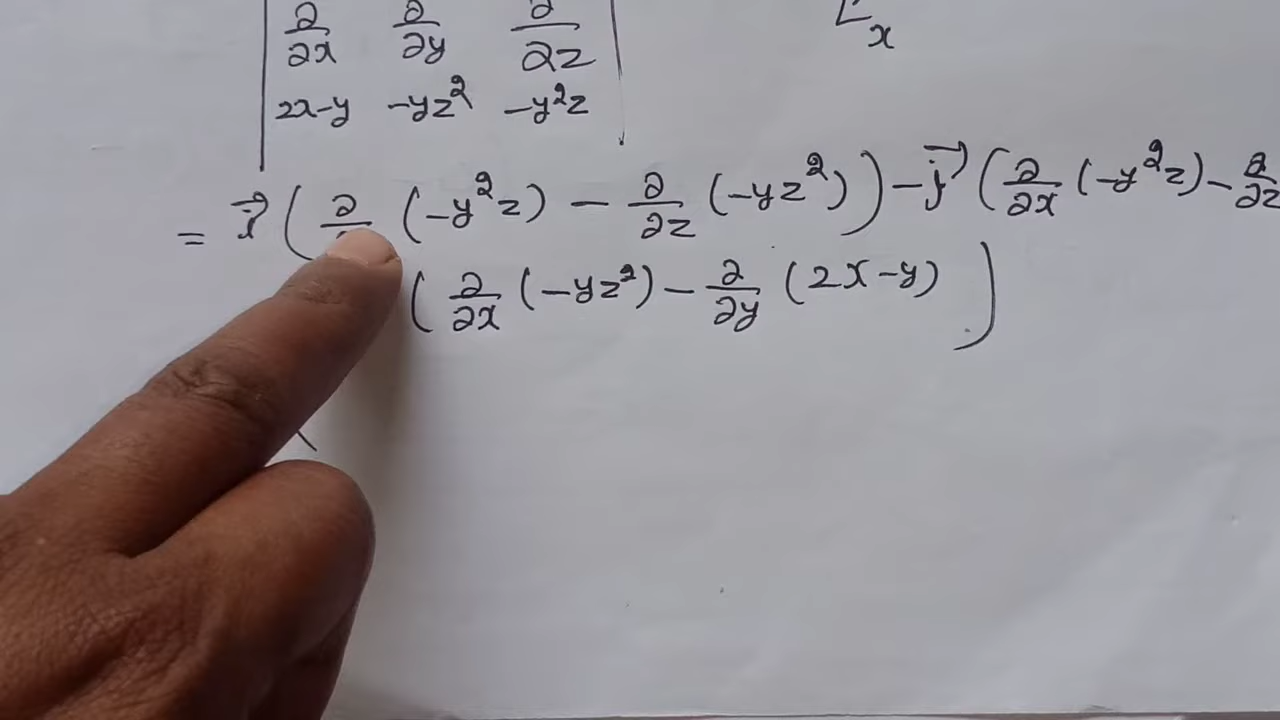 ∂/∂x ∂/∂y ∂/∂z
x
2x-y -yz² -y²z
= i⃗ ( ∂ (-y²z) - ∂/∂z (-yz²) ) - j⃗ ( ∂/∂x (-y²z) - ∂/∂z
( ∂/∂x (-yz²) - ∂/∂y (2x-y) )